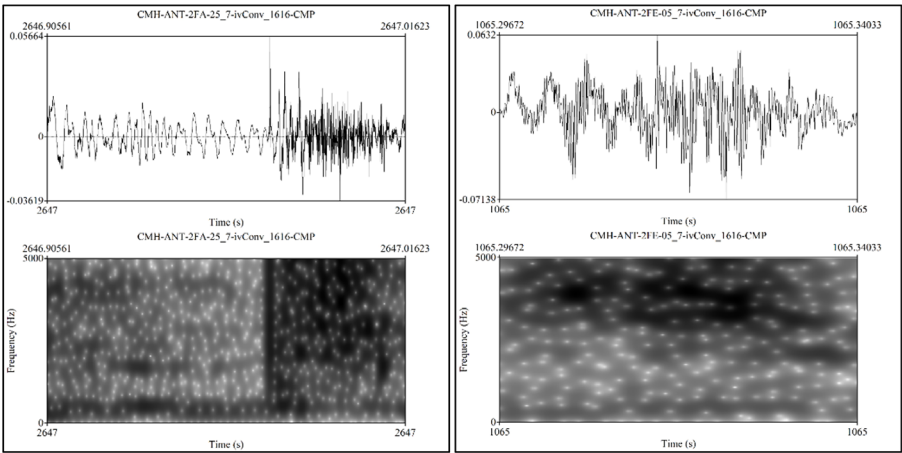 CMH-ANT-2FA-25_7-ivConv_1616-CMP
2646.90561 2647.01623
0.05664
0
-0.03619
2647 2647
Time (s)
CMH-ANT-2FA-25_7-ivConv_1616-CMP
2646.90561 2647.01623
5000
Frequency (Hz)
0
2647 2647
Time (s)
CMH-ANT-2FE-05_7-ivConv_1616-CMP
1065.29672 1065.34033
0.0632
0
-0.07138
1065 1065
Time (s)
CMH-ANT-2FE-05_7-ivConv_1616-CMP
1065.29672 1065.34033
5000
Frequency (Hz)
0
1065 1065
Time (s)